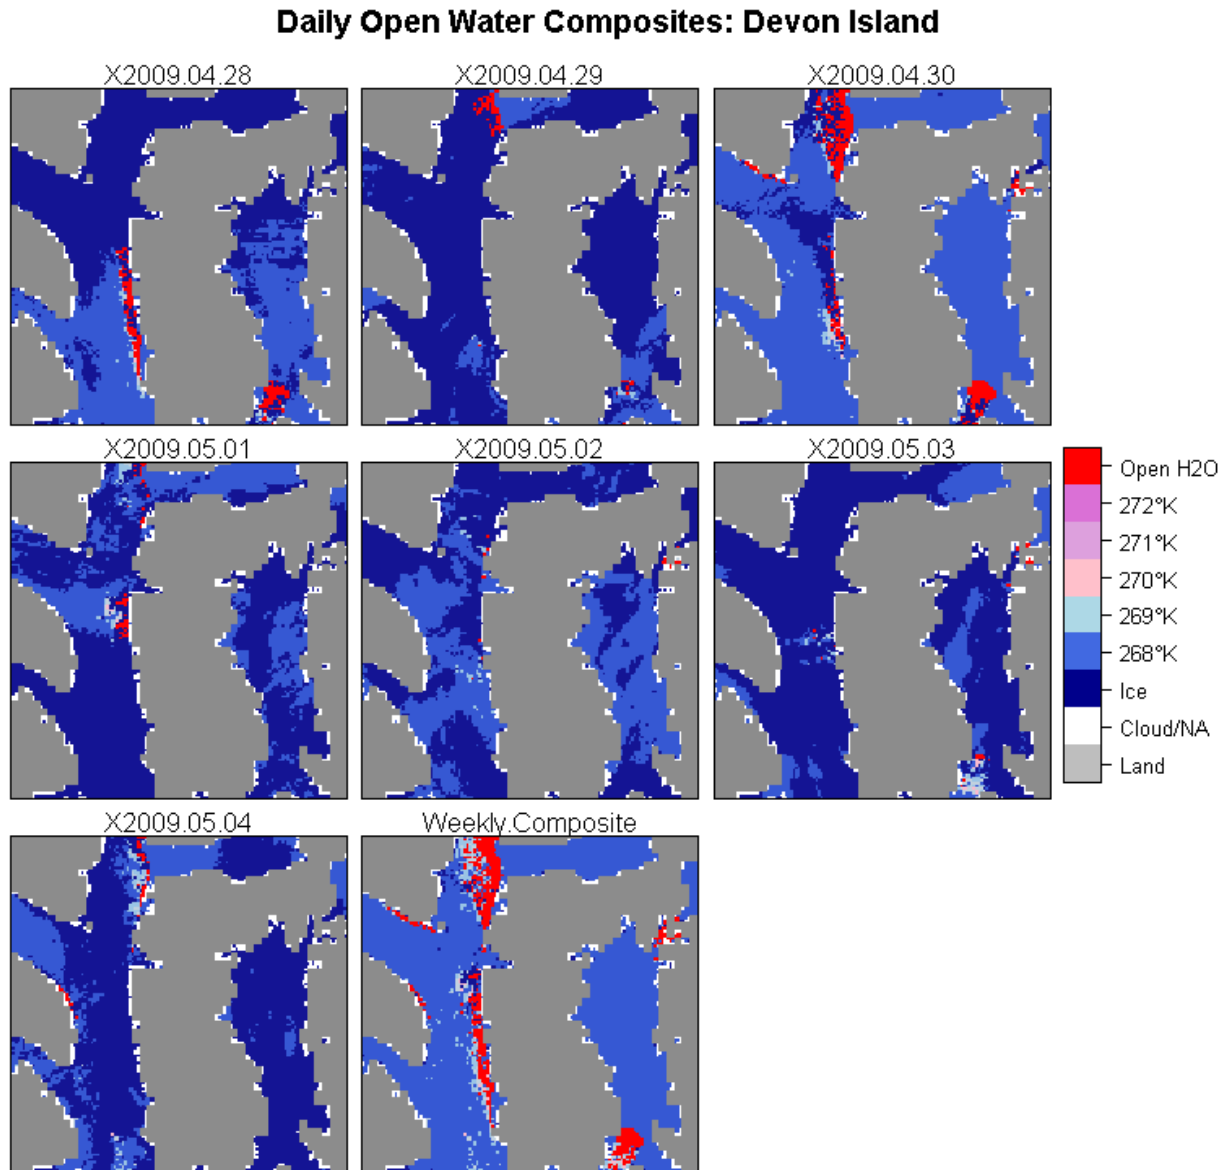 Daily Open Water Composites: Devon Island
X2009.04.28
X2009.04.29
X2009.04.30
X2009.05.01
X2009.05.02
X2009.05.03
Open H2O
272°K
271°K
270°K
269°K
268°K
Ice
Cloud/NA
Land
X2009.05.04
Weekly.Composite